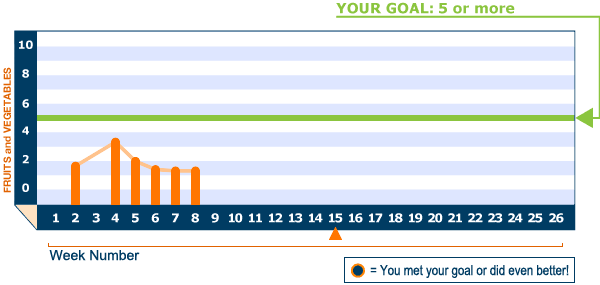 YOUR GOAL: 5 or more
FRUITS and VEGETABLES
10
8
6
4
2
0
1 2 3 4 5 6 7 8 9 10 11 12 13 14 15 16 17 18 19 20 21 22 23 24 25 26
Week Number
= You met your goal or did even better!